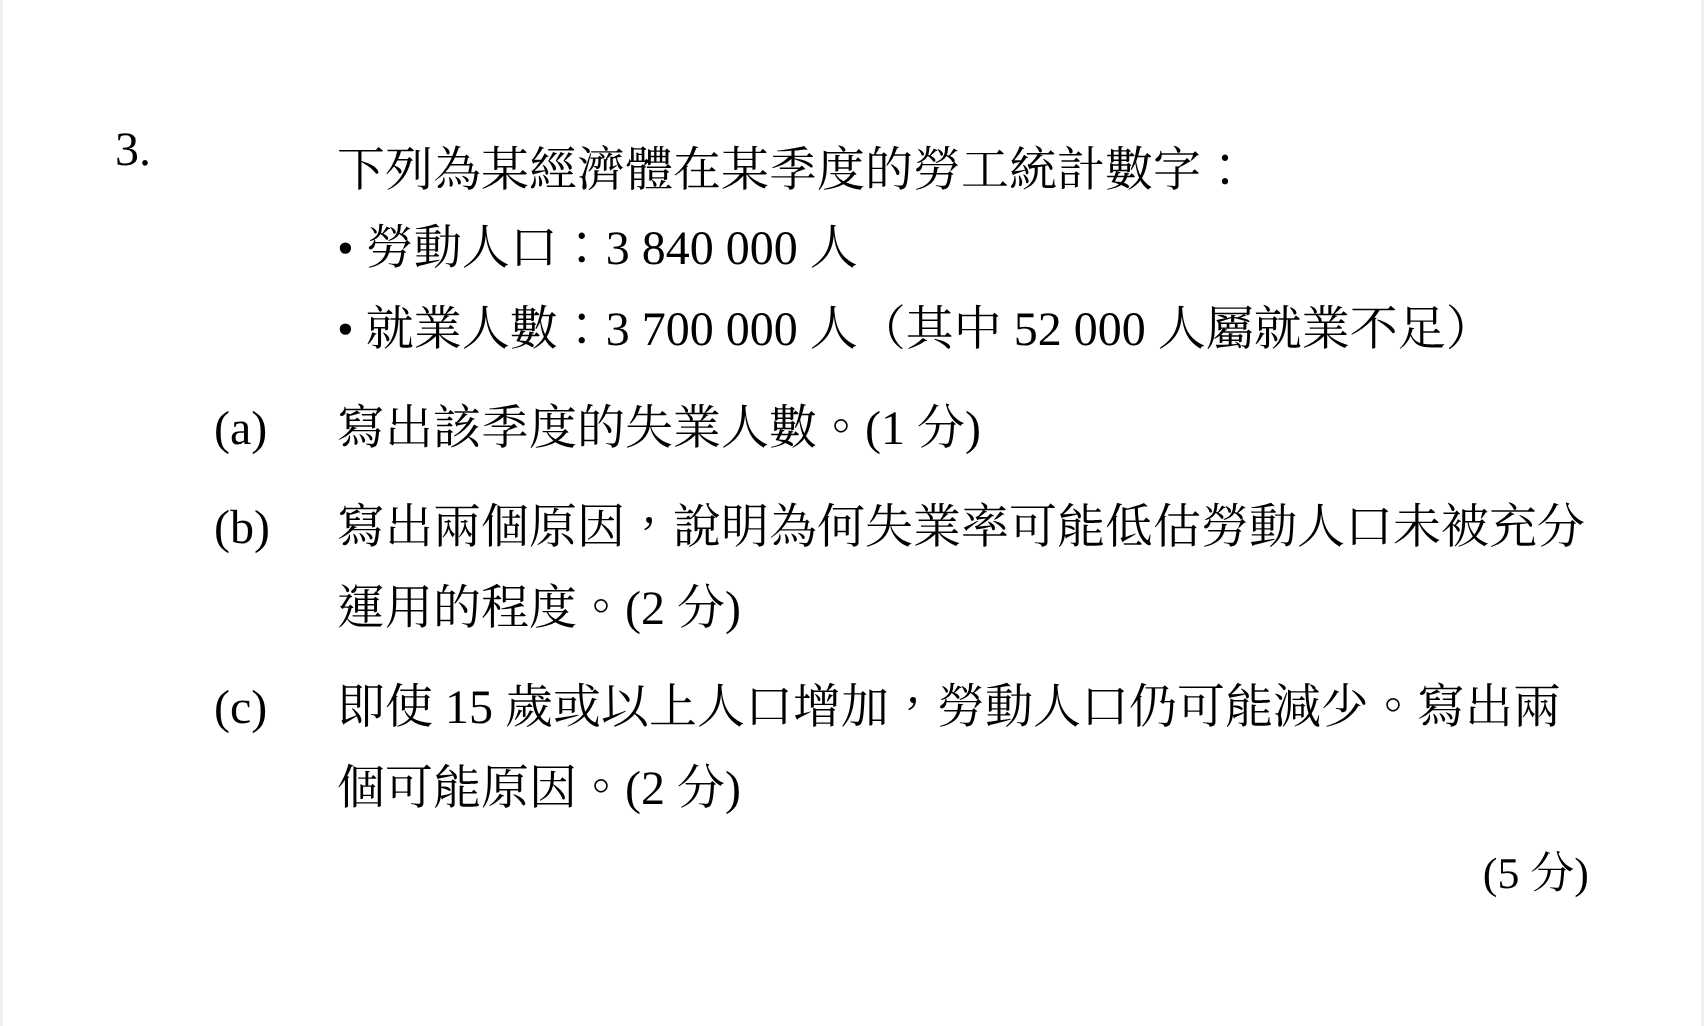 3. 下列為某經濟體在某季度的勞工統計數字：
• 勞動人口：3 840 000 人
• 就業人數：3 700 000 人（其中 52 000 人屬就業不足）
(a) 寫出該季度的失業人數。(1 分)
(b) 寫出兩個原因，說明為何失業率可能低估勞動人口未被充分
運用的程度。(2 分)
(c) 即使 15 歲或以上人口增加，勞動人口仍可能減少。寫出兩
個可能原因。(2 分)
(5 分)